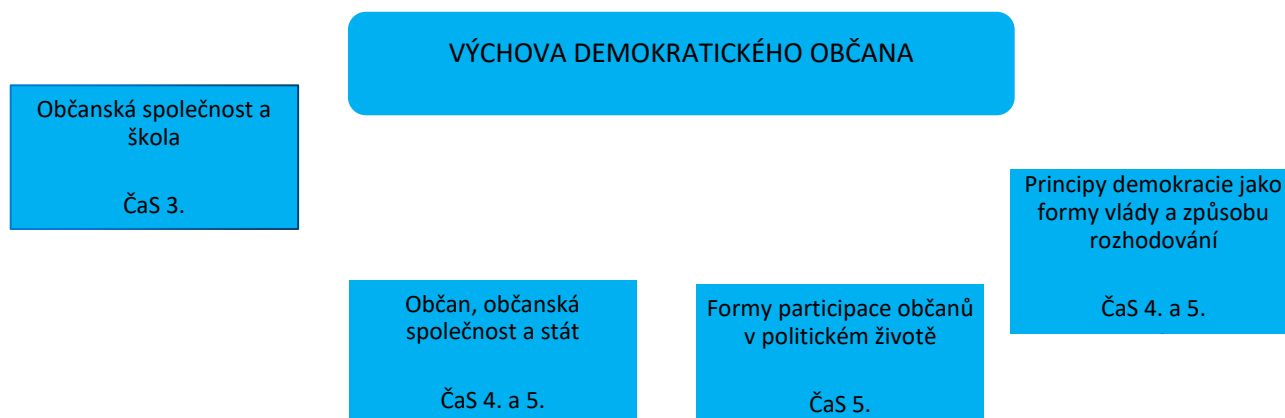 VÝCHOVA DEMOKRATICKÉHO OBČANA
Občanská společnost a
škola
ČaS 3.
Občan, občanská
společnost a stát
ČaS 4. a 5.
Formy participace občanů
v politickém životě
ČaS 5.
Principy demokracie jako
formy vlády a způsobu
rozhodování
ČaS 4. a 5.